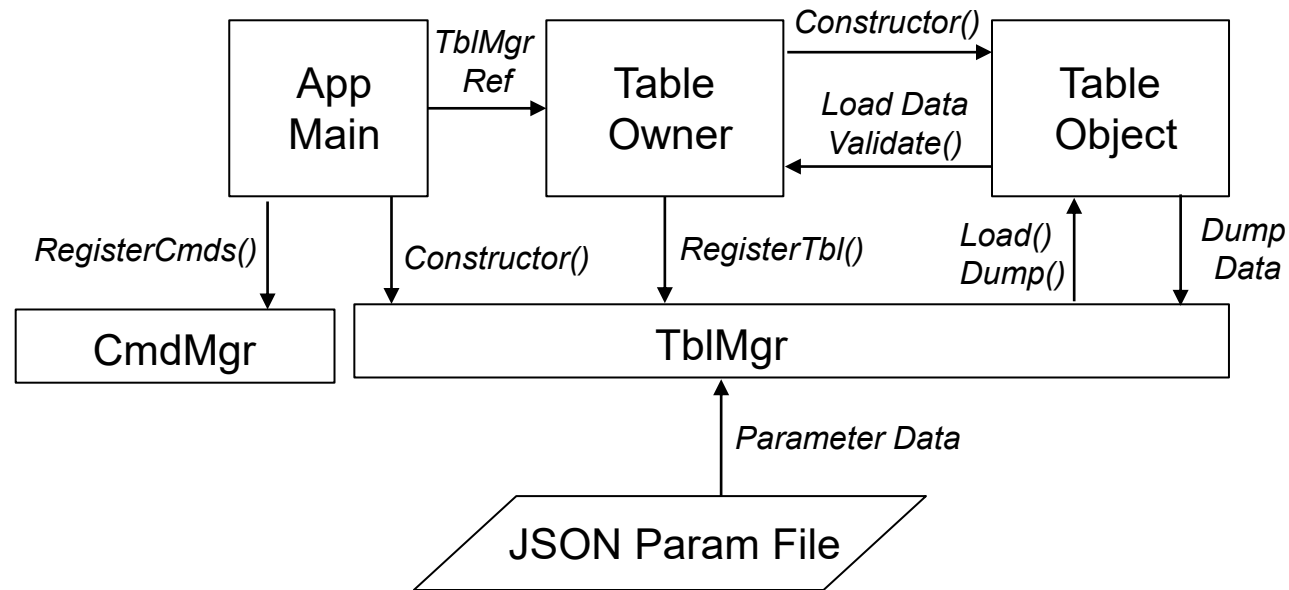 Constructor()
TblMgr
Ref
App
Main
Table
Owner
Table
Object
Load Data
Validate()
RegisterCmds()
Constructor()
RegisterTbl()
Load()
Dump()
Dump
Data
CmdMgr
TblMgr
Parameter Data
JSON Param File